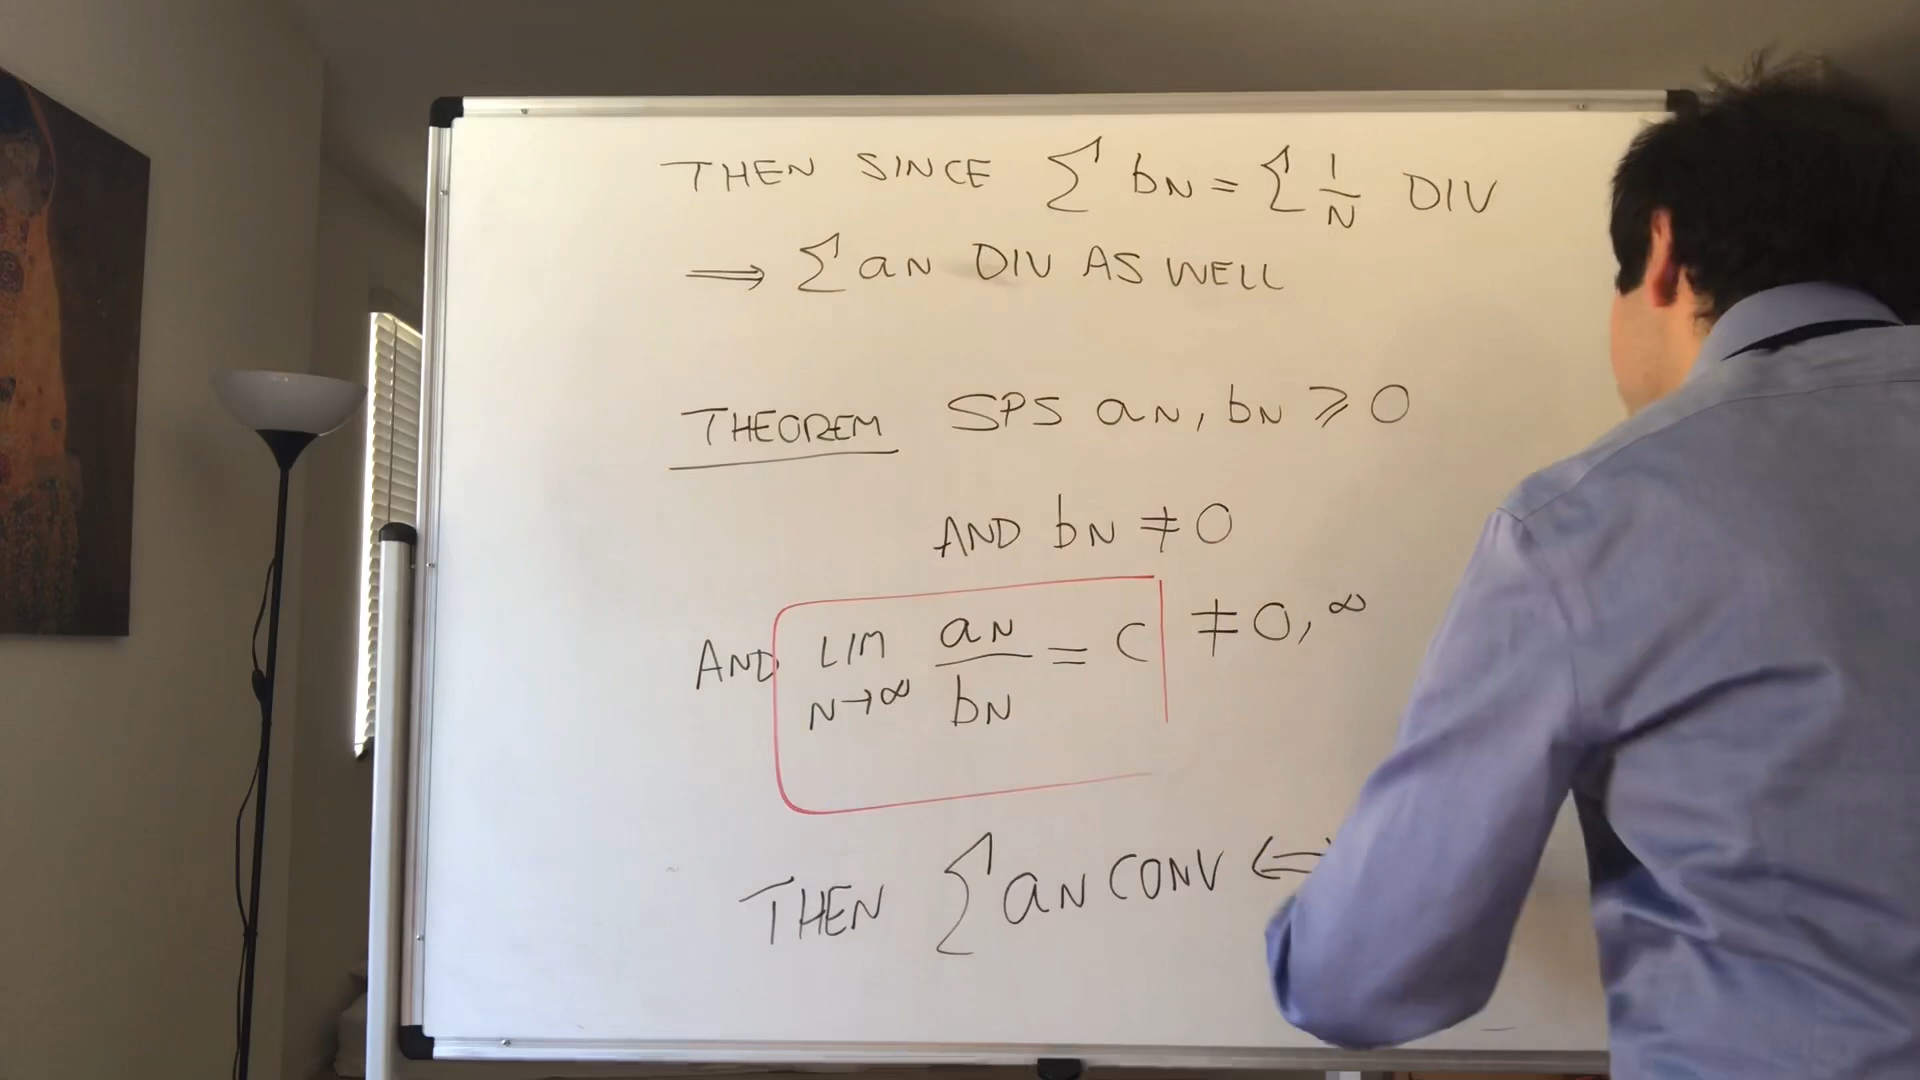 THEN SINCE ∑ bN = ∑ 1/N DIV
⟹ ∑ aN DIV AS WELL
THEOREM SPS aN, bN ⩾ 0
AND bN ≠ 0
AND LIM N→∞ aN/bN = C ≠ 0, ∞
THEN ∑ aN CONV ⟸